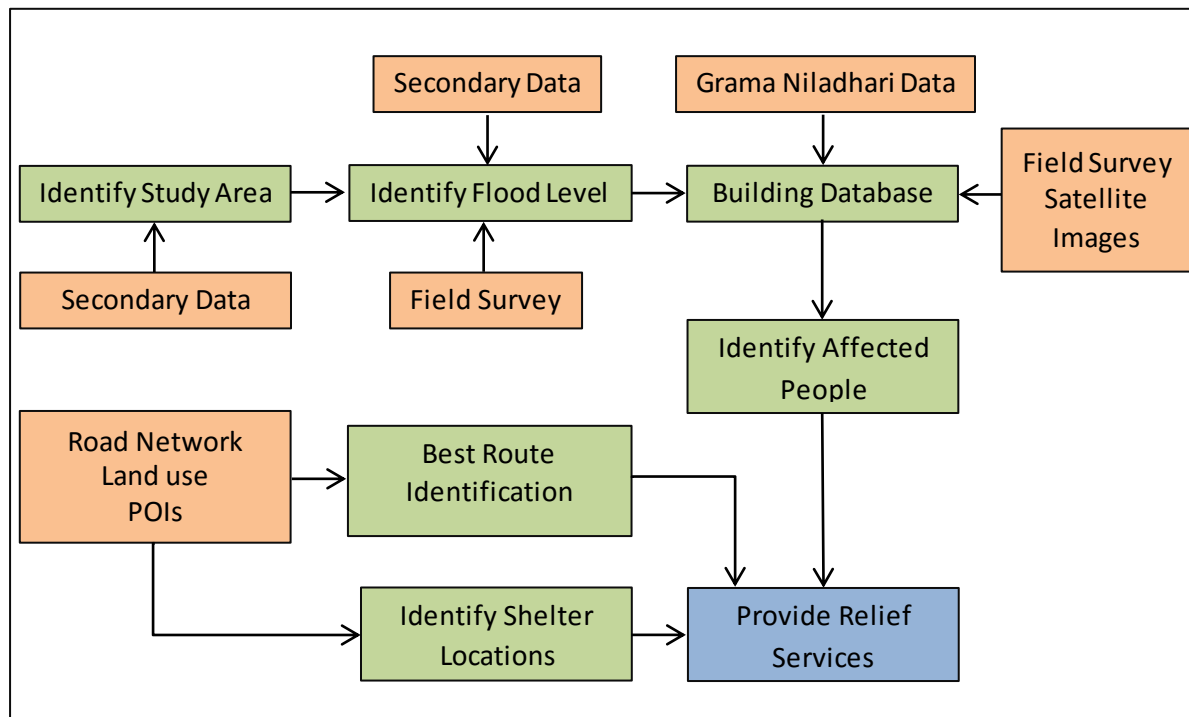 Secondary Data
Grama Niladhari Data
Identify Study Area
Identify Flood Level
Building Database
Field Survey
Satellite
Images
Secondary Data
Field Survey
Identify Affected
People
Road Network
Land use
POIs
Best Route
Identification
Identify Shelter
Locations
Provide Relief
Services